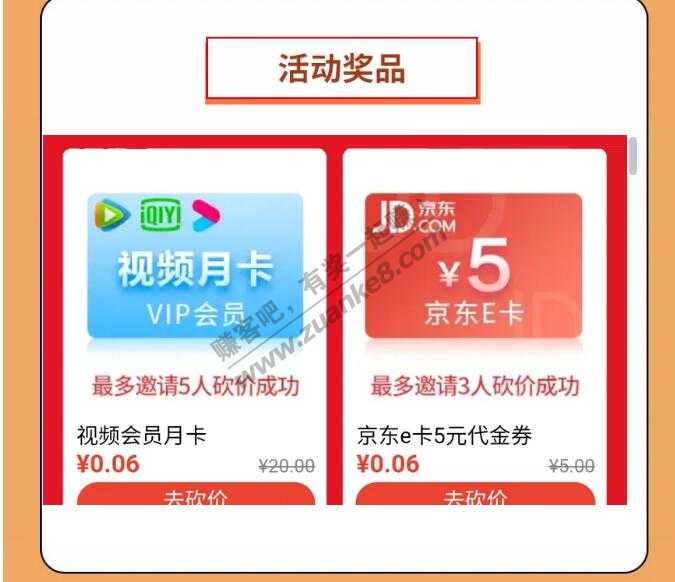 活动奖品
iQIYI
视频月卡
VIP会员
最多邀请5人砍价成功
视频会员月卡
¥0.06 ¥20.00
去砍价
JD 京东
.COM
¥5
京东E卡
最多邀请3人砍价成功
京东e卡5元代金券
¥0.06 ¥5.00
去砍价
赚客吧,有奖一起赚!
www.zuanke8.com